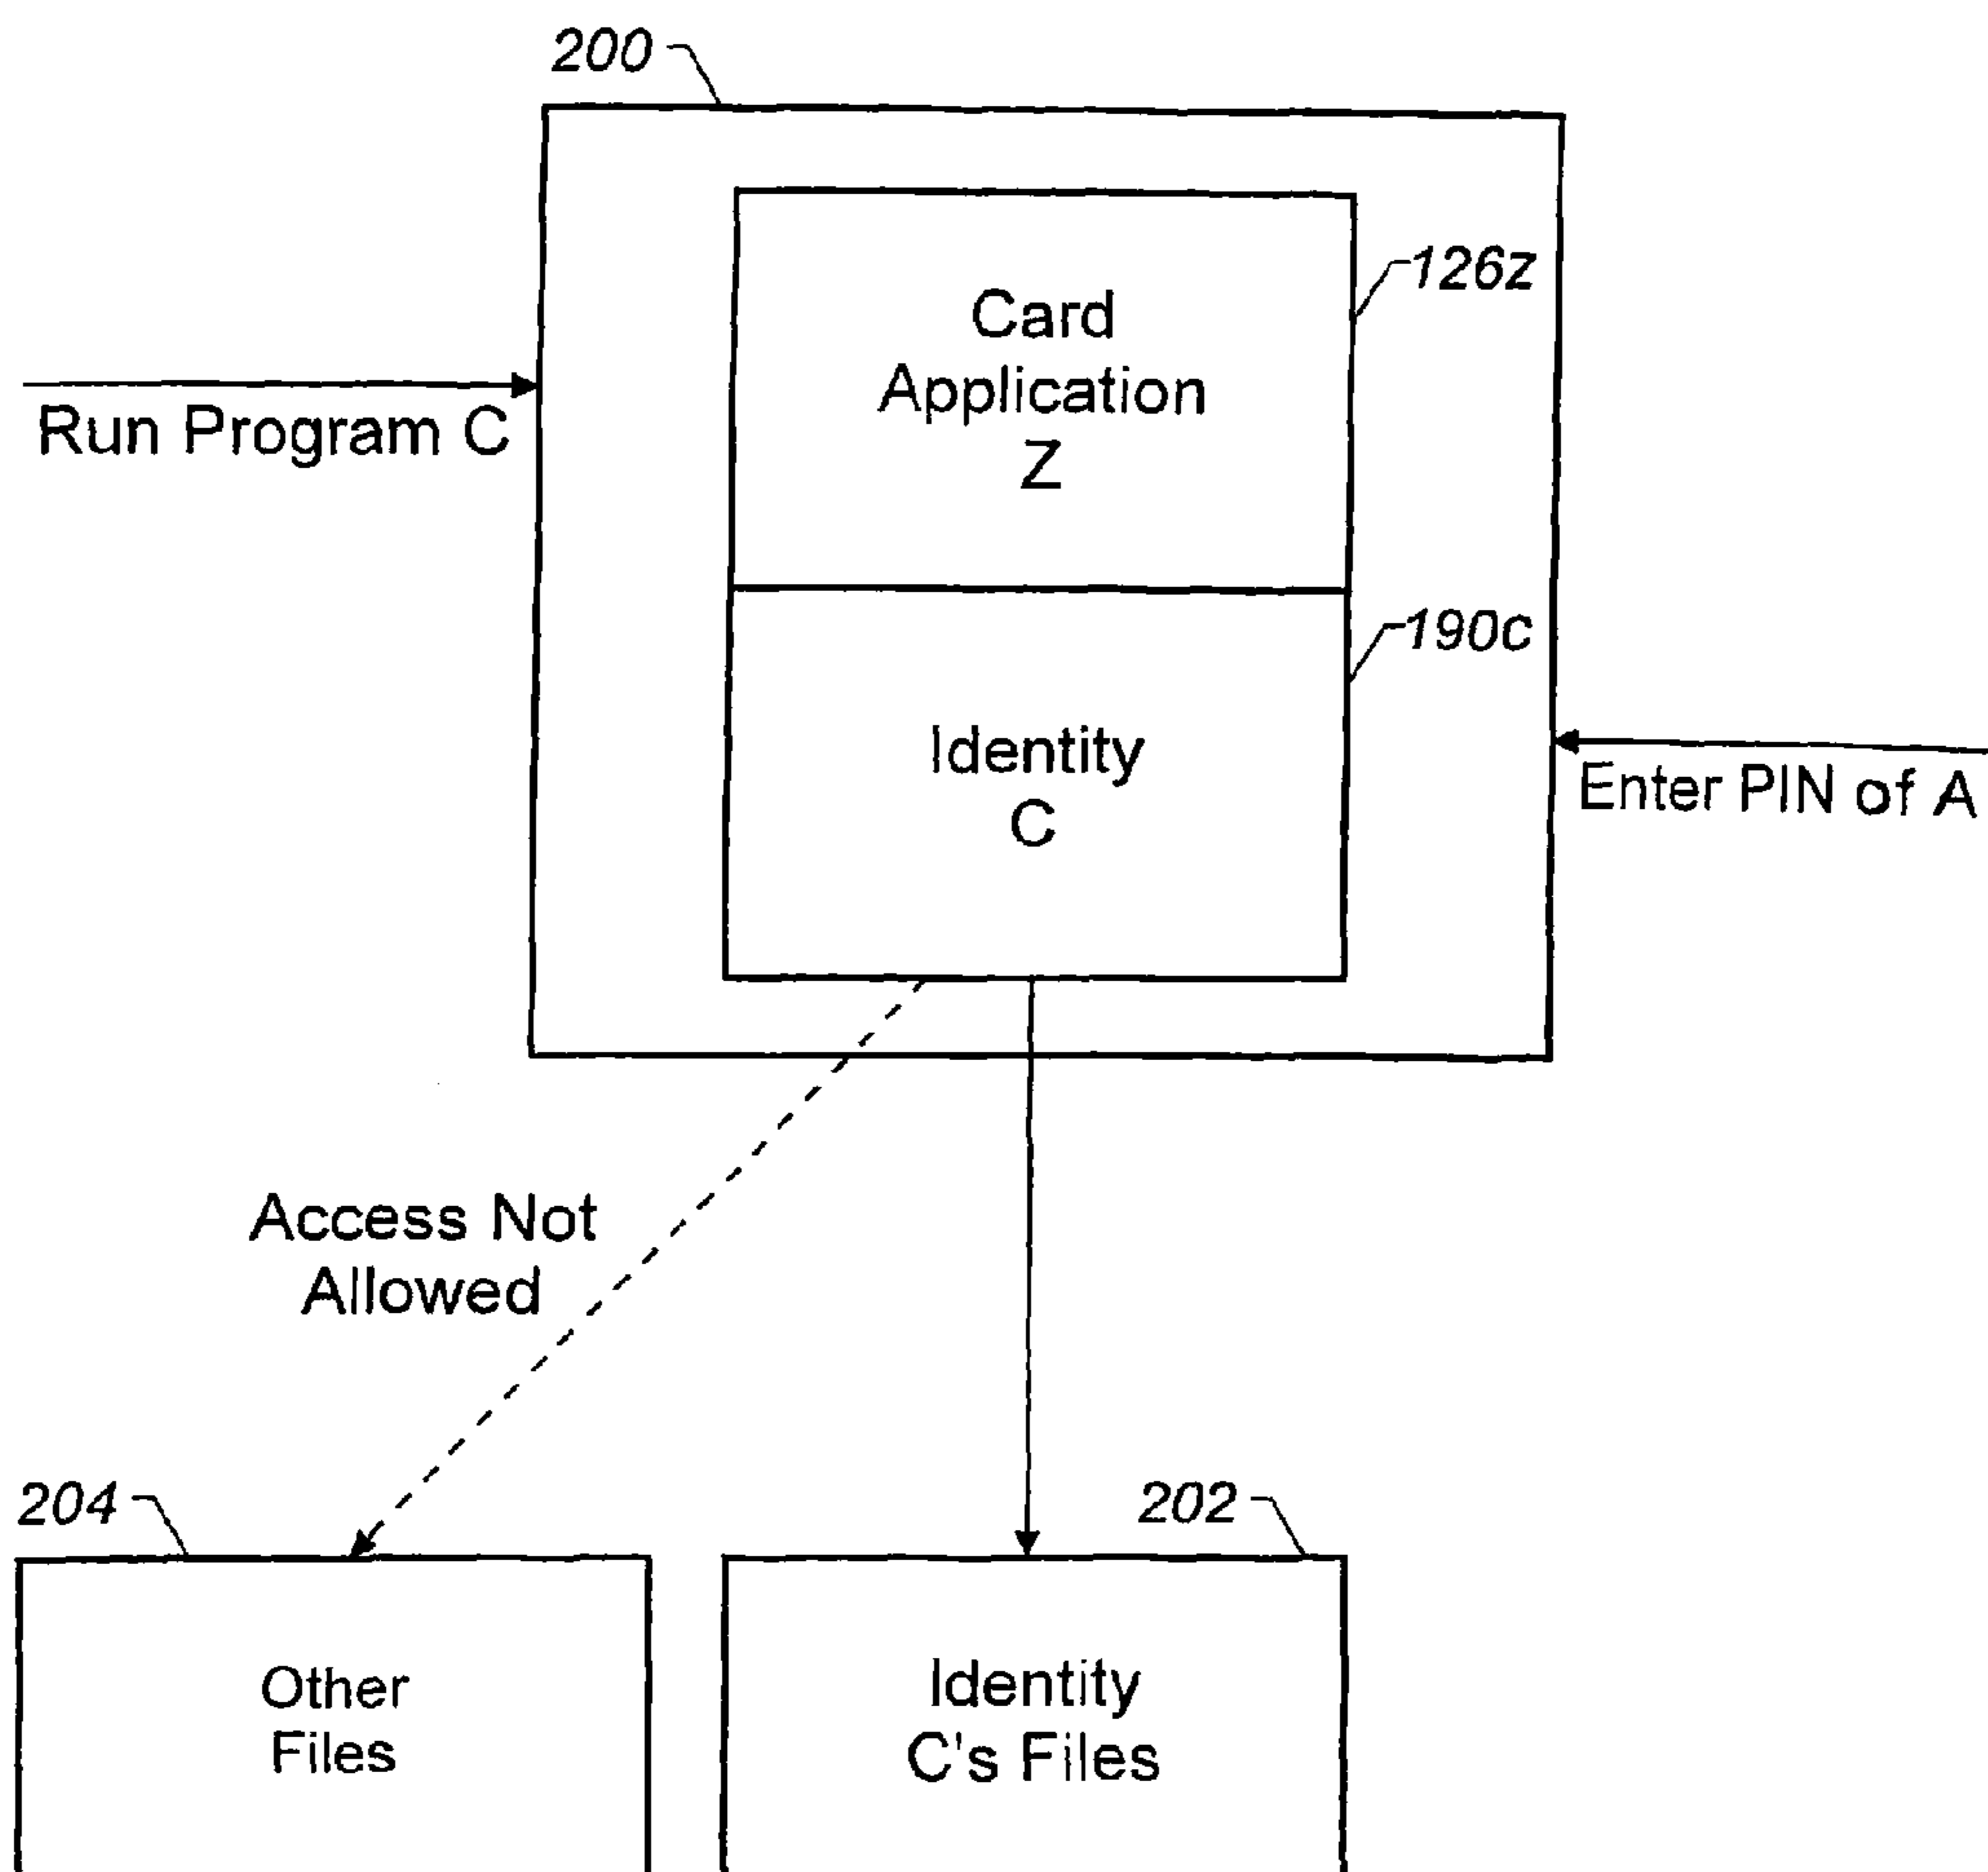 200
Card
Application
Z
126z
Run Program C
190c
Identity
C
Enter PIN of A
Access Not
Allowed
204
202
Other
Files
Identity
C's Files